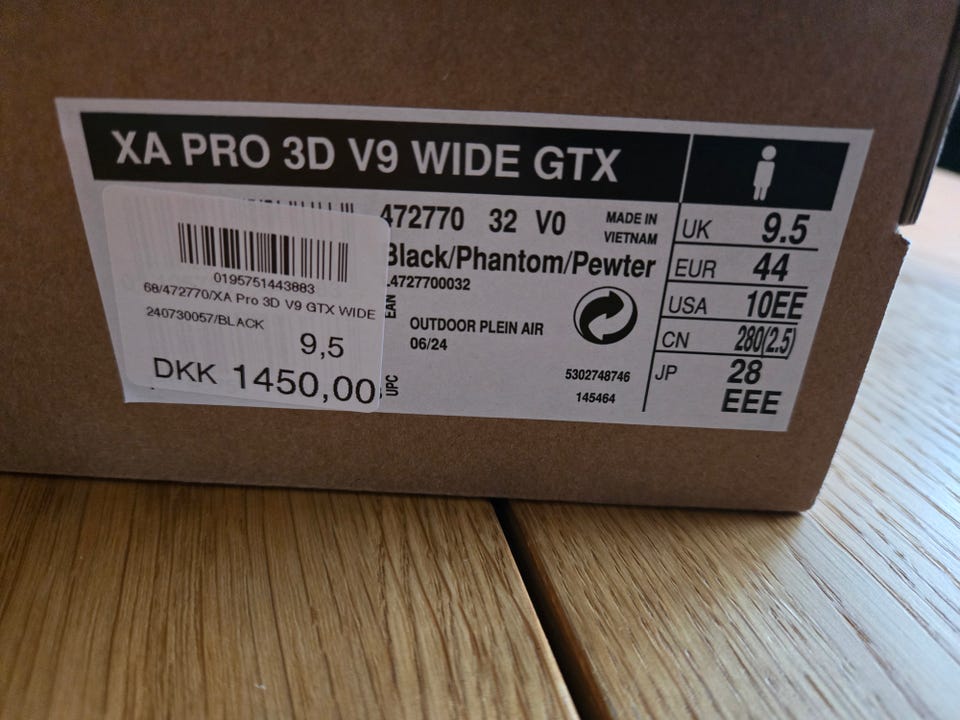 XA PRO 3D V9 WIDE GTX
472770 32 V0
MADE IN
VIETNAM
Black/Phantom/Pewter
L4727700032
EAN
OUTDOOR PLEIN AIR
06/24
5302748746
145464
UPC
UK 9.5
EUR 44
USA 10EE
CN 280(2.5)
JP 28
EEE
0195751443883
68/472770/XA Pro 3D V9 GTX WIDE
240730057/BLACK
9,5
DKK 1450,00